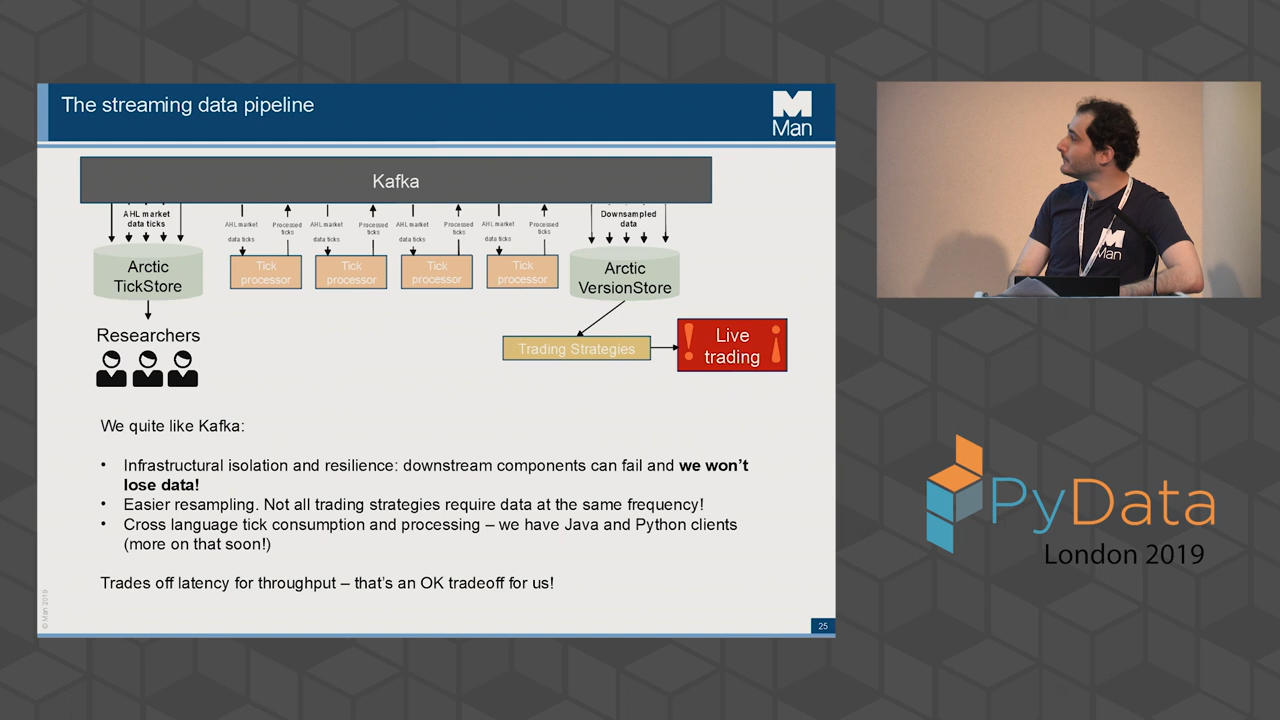 The streaming data pipeline
Man
Kafka
AHL market
data ticks
AHL market
data ticks
Processed
ticks
AHL market
data ticks
Processed
ticks
AHL market
data ticks
Processed
ticks
AHL market
data ticks
Processed
ticks
Downsampled
data
Arctic
TickStore
Tick
processor
Tick
processor
Tick
processor
Tick
processor
Arctic
VersionStore
Researchers
Trading Strategies
! Live ¡
trading
We quite like Kafka:
• Infrastructural isolation and resilience: downstream components can fail and we won't
lose data!
• Easier resampling. Not all trading strategies require data at the same frequency!
• Cross language tick consumption and processing – we have Java and Python clients
(more on that soon!)
Trades off latency for throughput – that's an OK tradeoff for us!
© Man 2019
25
Man
PyData
London 2019